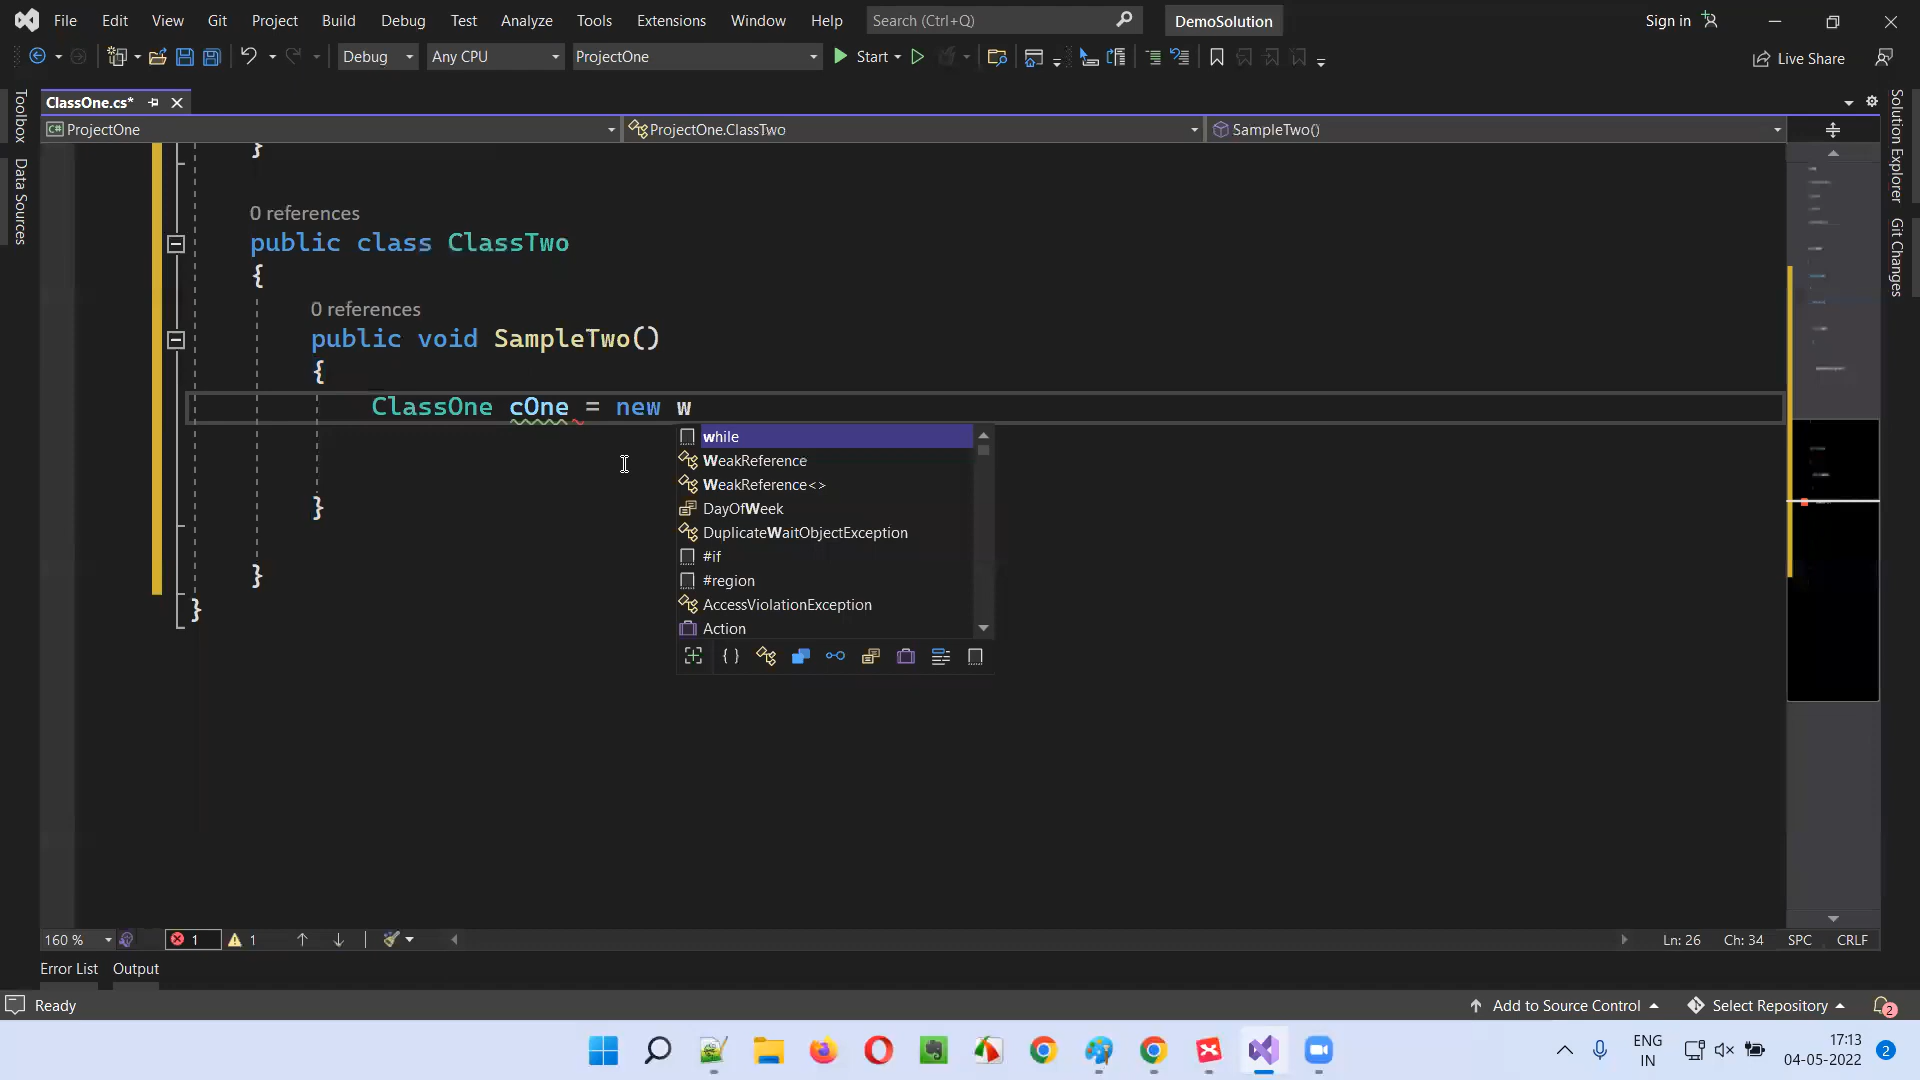 File Edit View Git Project Build Debug Test Analyze Tools Extensions Window Help Search (Ctrl+Q) DemoSolution Sign in
Debug Any CPU ProjectOne Start Live Share
ClassOne.cs*
ProjectOne ProjectOne.ClassTwo SampleTwo()
Toolbox
Data Sources
Solution Explorer
Git Changes
}
0 references
public class ClassTwo
{
0 references
public void SampleTwo()
{
ClassOne cOne = new w
while
WeakReference
WeakReference<>
DayOfWeek
DuplicateWaitObjectException
#if
#region
AccessViolationException
Action
}
}
}
160 % 1 1 Ln: 26 Ch: 34 SPC CRLF
Error List Output
Ready Add to Source Control Select Repository 2
ENG
IN
17:13
04-05-2022
2